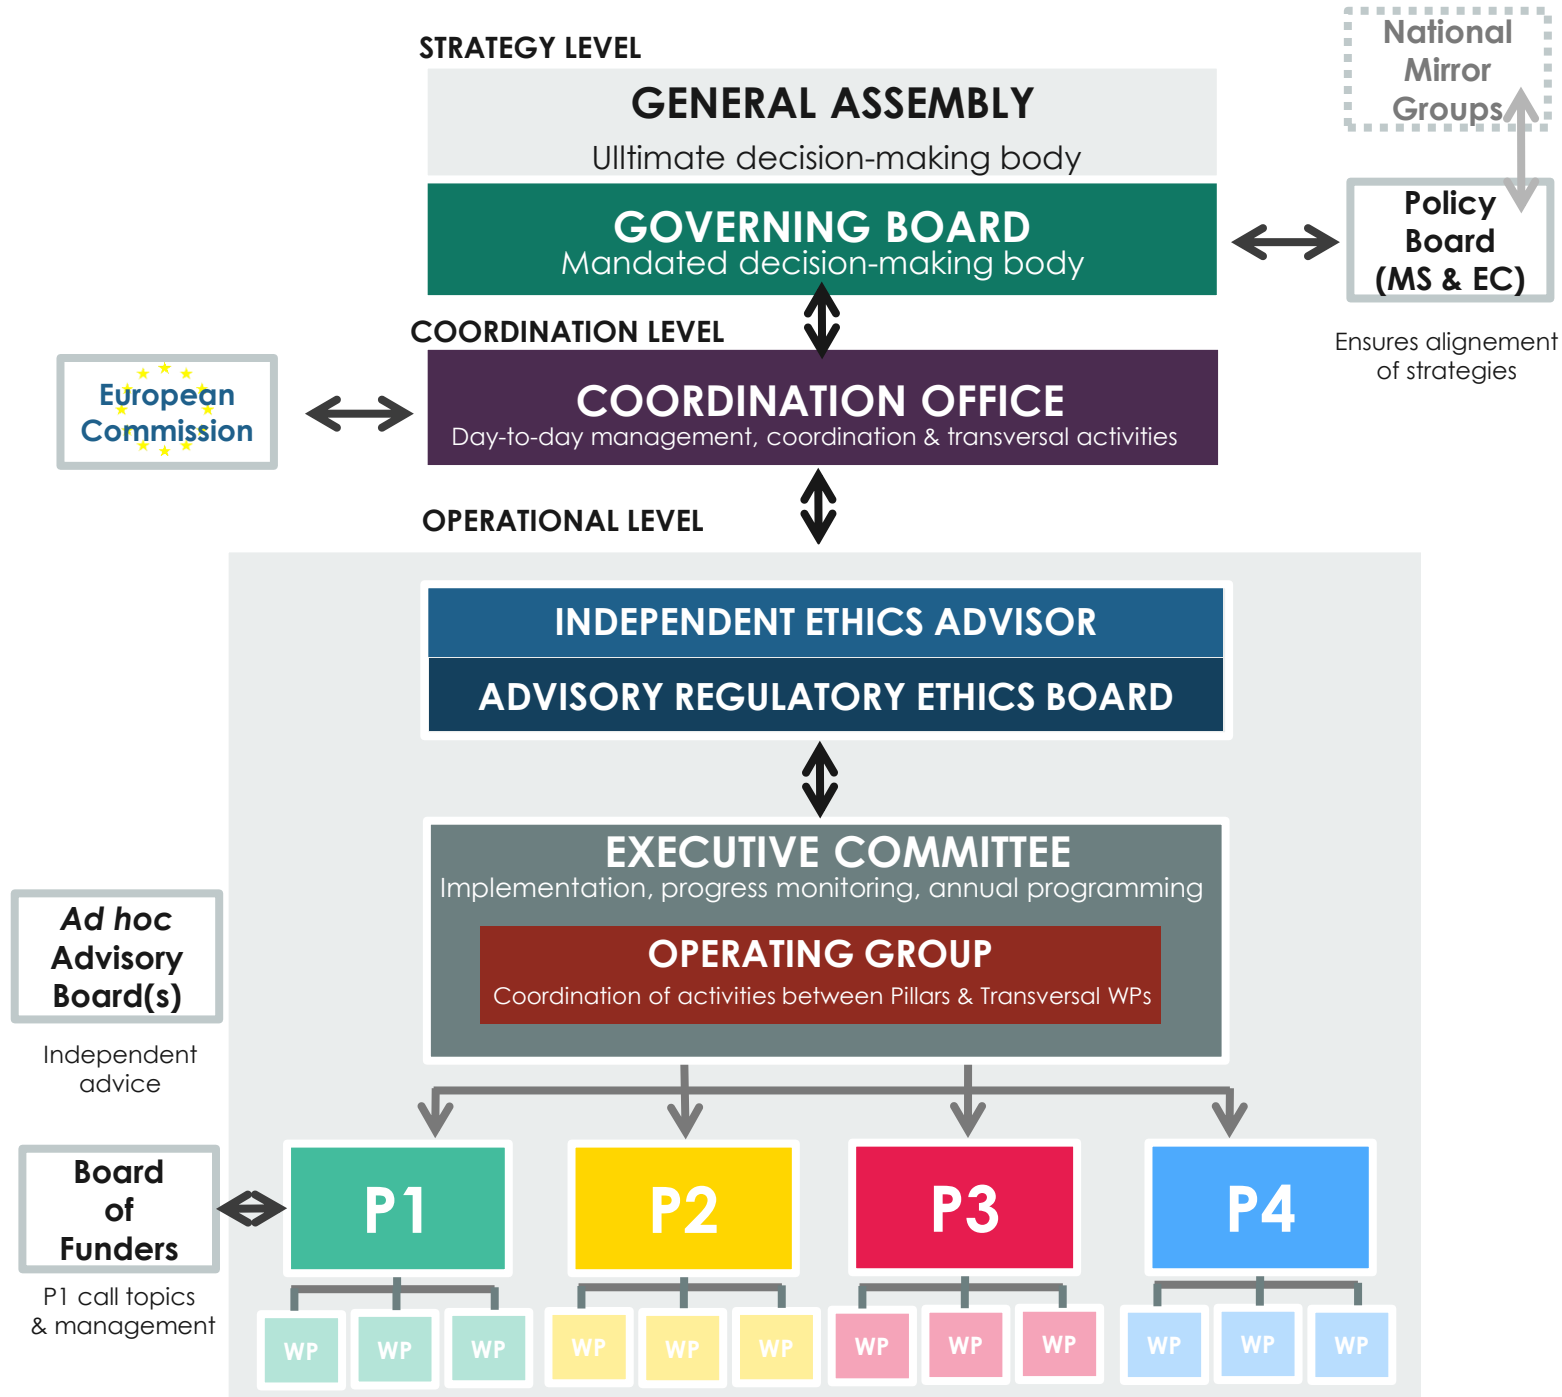 STRATEGY LEVEL
GENERAL ASSEMBLY
Ulltimate decision-making body
GOVERNING BOARD
Mandated decision-making body
National
Mirror
Groups
Policy
Board
(MS & EC)
Ensures alignement
of strategies
COORDINATION LEVEL
European
Commission
COORDINATION OFFICE
Day-to-day management, coordination & transversal activities
OPERATIONAL LEVEL
INDEPENDENT ETHICS ADVISOR
ADVISORY REGULATORY ETHICS BOARD
EXECUTIVE COMMITTEE
Implementation, progress monitoring, annual programming
OPERATING GROUP
Coordination of activities between Pillars & Transversal WPs
Ad hoc
Advisory
Board(s)
Independent
advice
Board
of
Funders
P1 call topics
& management
P1
P2
P3
P4
WP
WP
WP
WP
WP
WP
WP
WP
WP
WP
WP
WP